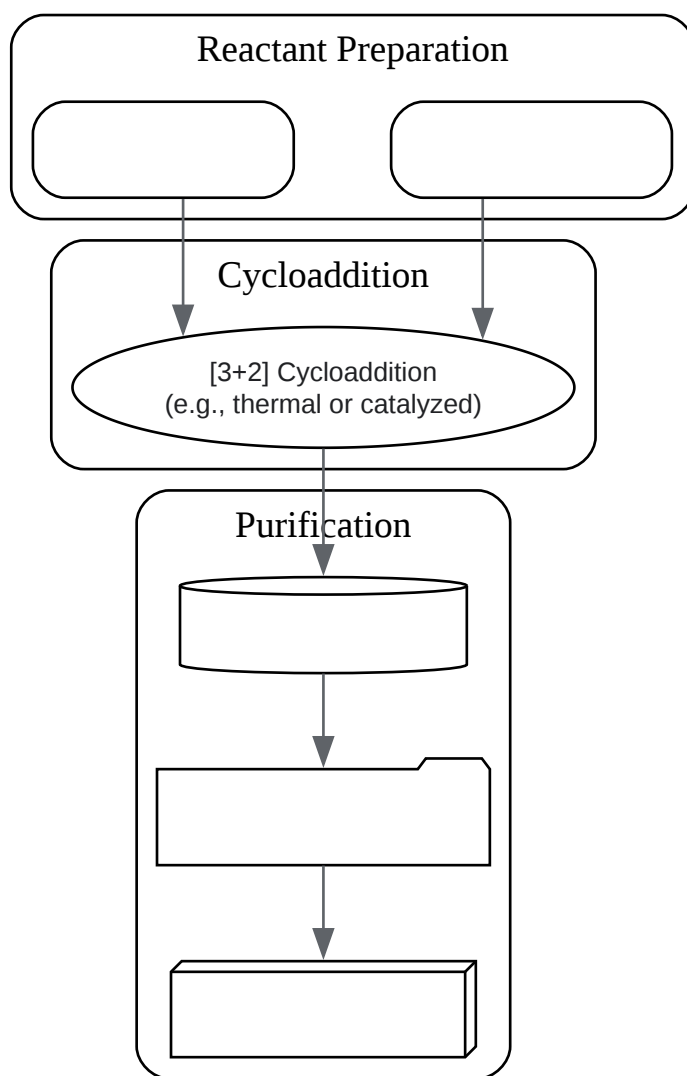 Reactant Preparation
Cycloaddition
[3+2] Cycloaddition
(e.g., thermal or catalyzed)
Purification